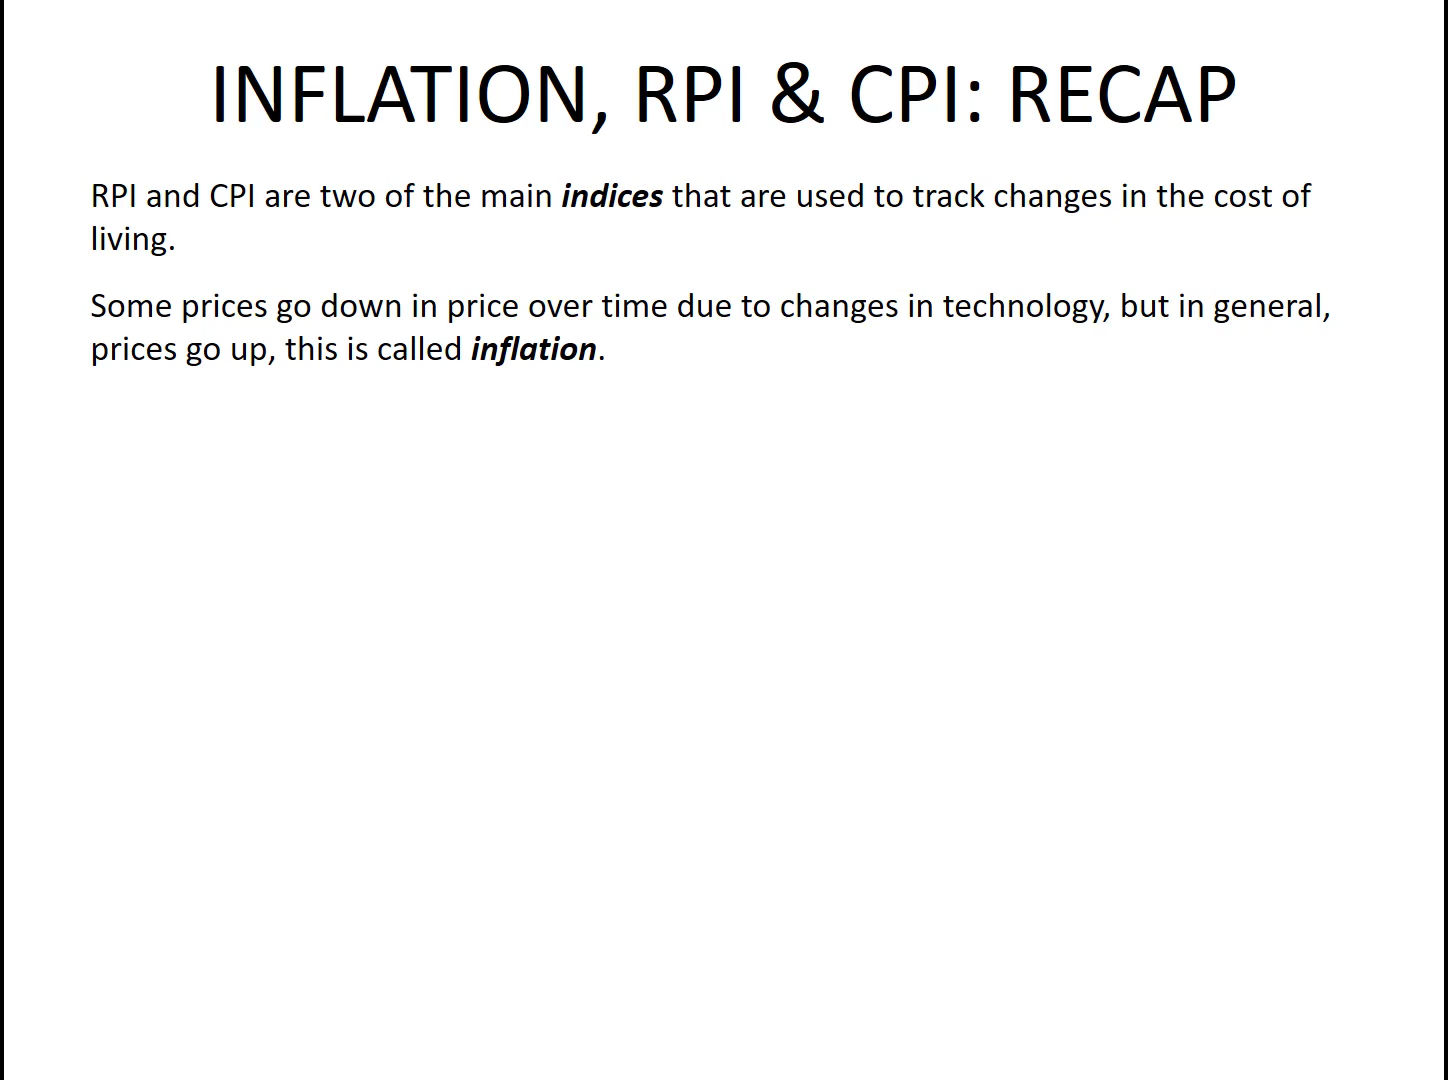 INFLATION, RPI & CPI: RECAP
RPI and CPI are two of the main indices that are used to track changes in the cost of
living.
Some prices go down in price over time due to changes in technology, but in general,
prices go up, this is called inflation.